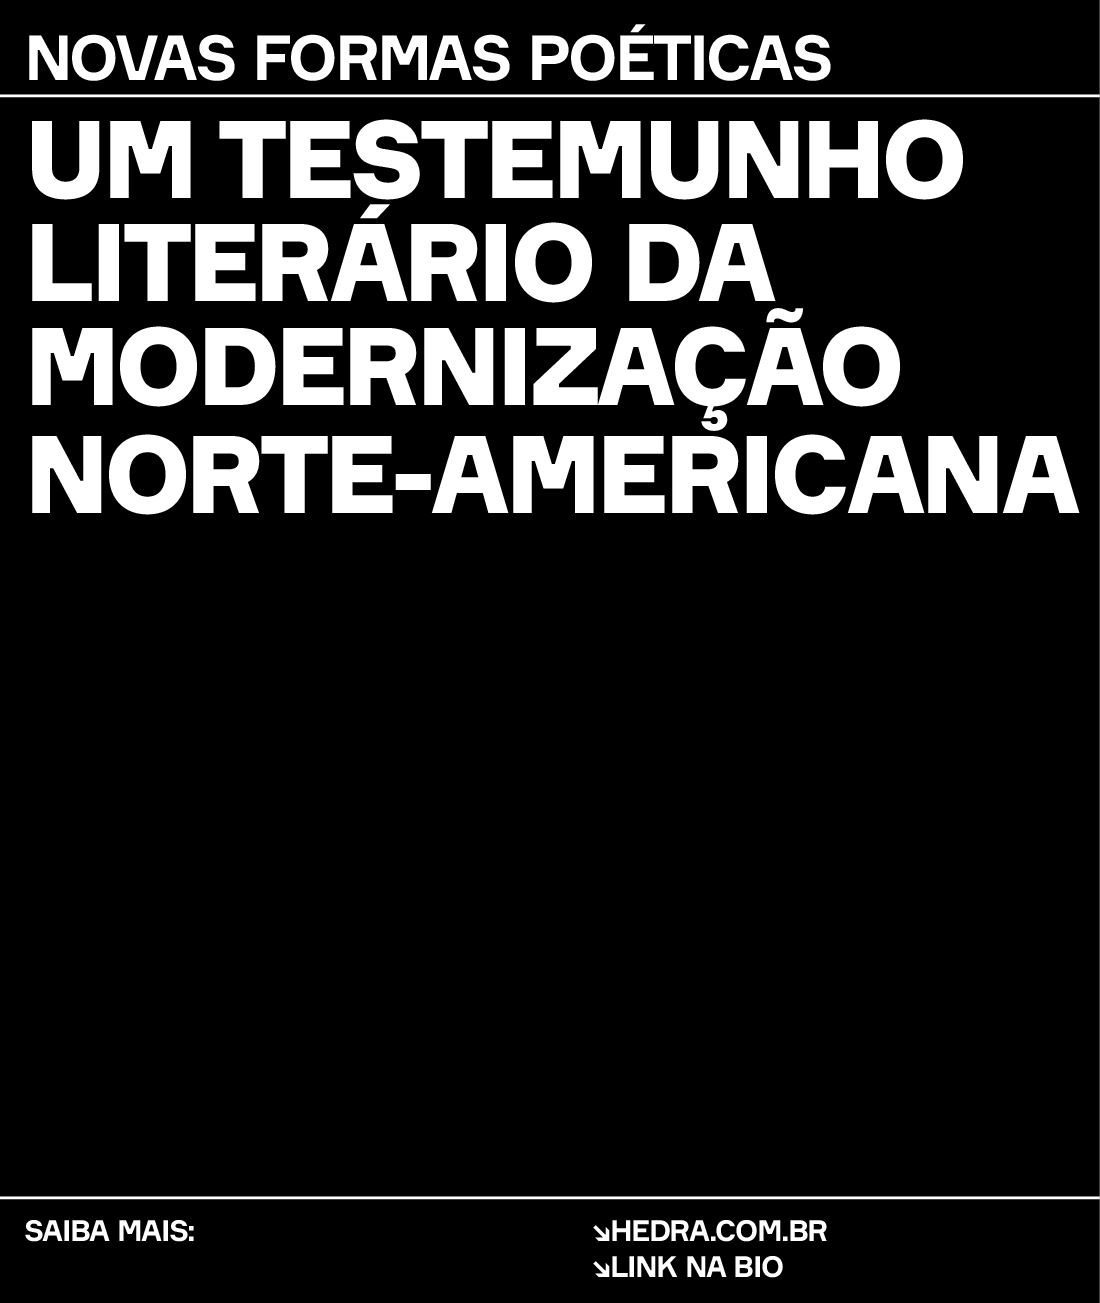 NOVAS FORMAS POÉTICAS
UM TESTEMUNHO
LITERÁRIO DA
MODERNIZAÇÃO
NORTE-AMERICANA
SAIBA MAIS:
↘HEDRA.COM.BR
↘LINK NA BIO